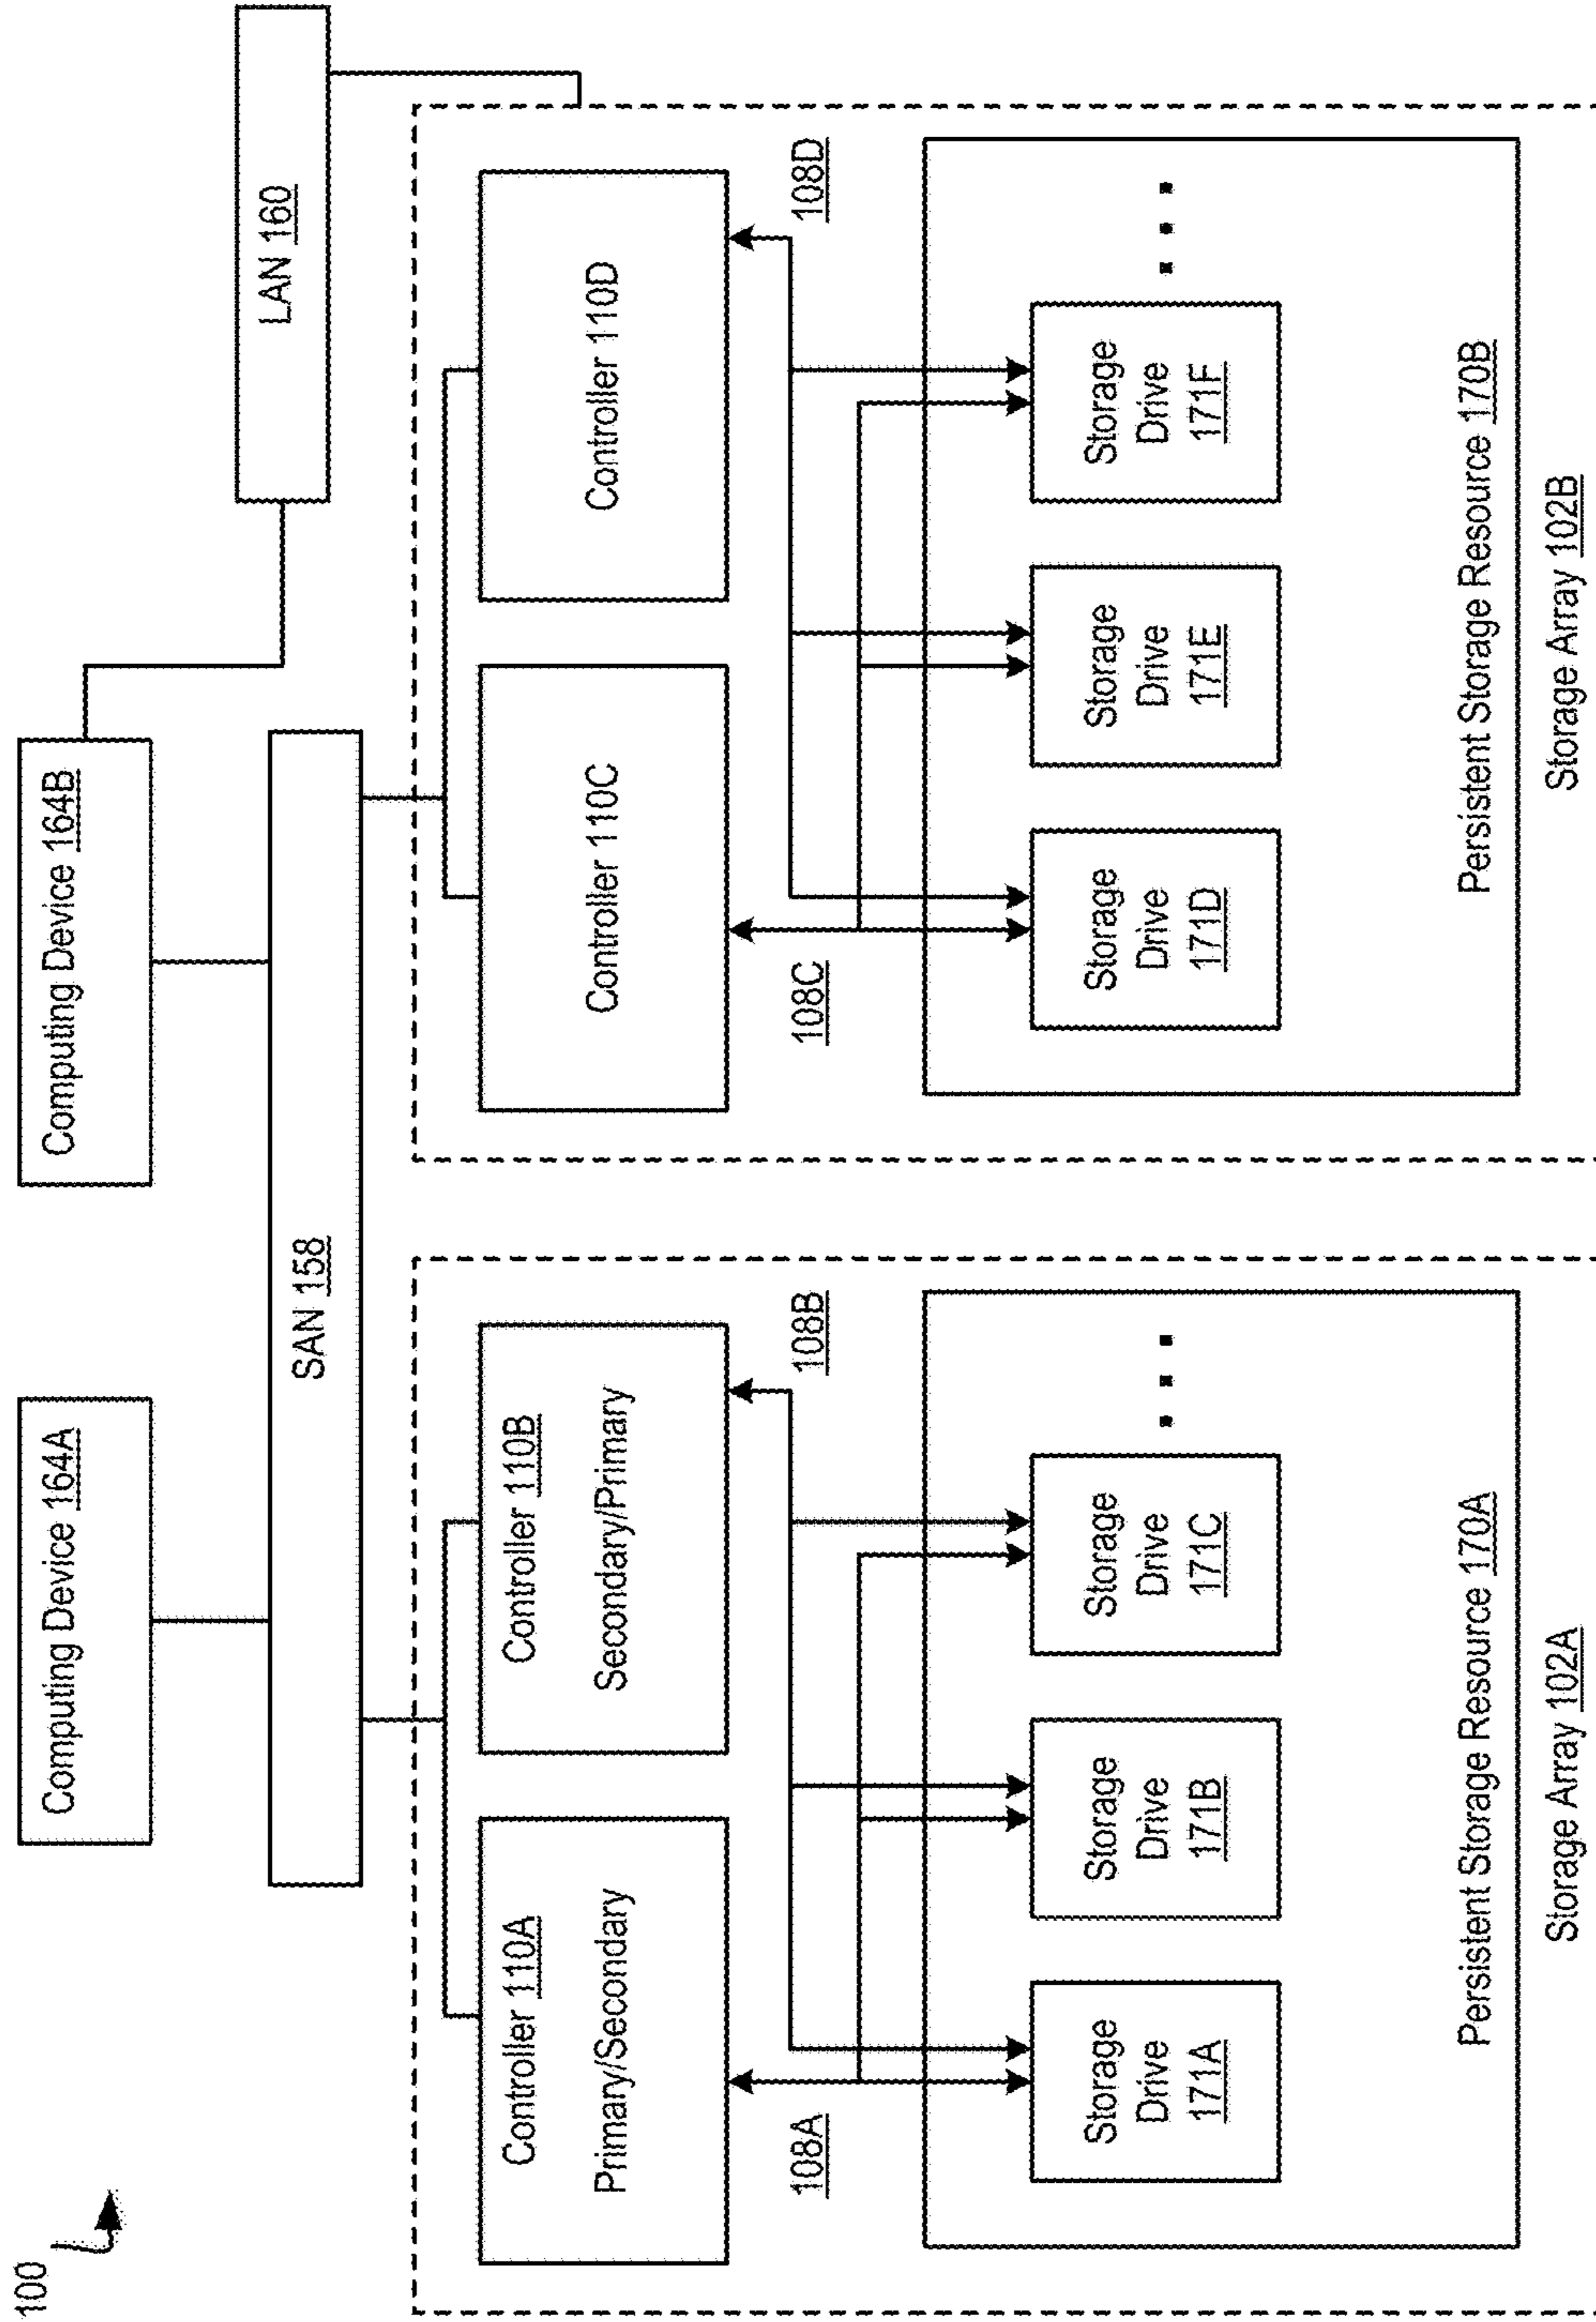 100
Computing Device 164A
Computing Device 164B
SAN 158
LAN 160
Controller 110A
Primary/Secondary
Controller 110B
Secondary/Primary
Controller 110C
Controller 110D
108A
108B
108C
108D
Storage
Drive
171A
Storage
Drive
171B
Storage
Drive
171C
Storage
Drive
171D
Storage
Drive
171E
Storage
Drive
171F
Persistent Storage Resource 170A
Persistent Storage Resource 170B
Storage Array 102A
Storage Array 102B